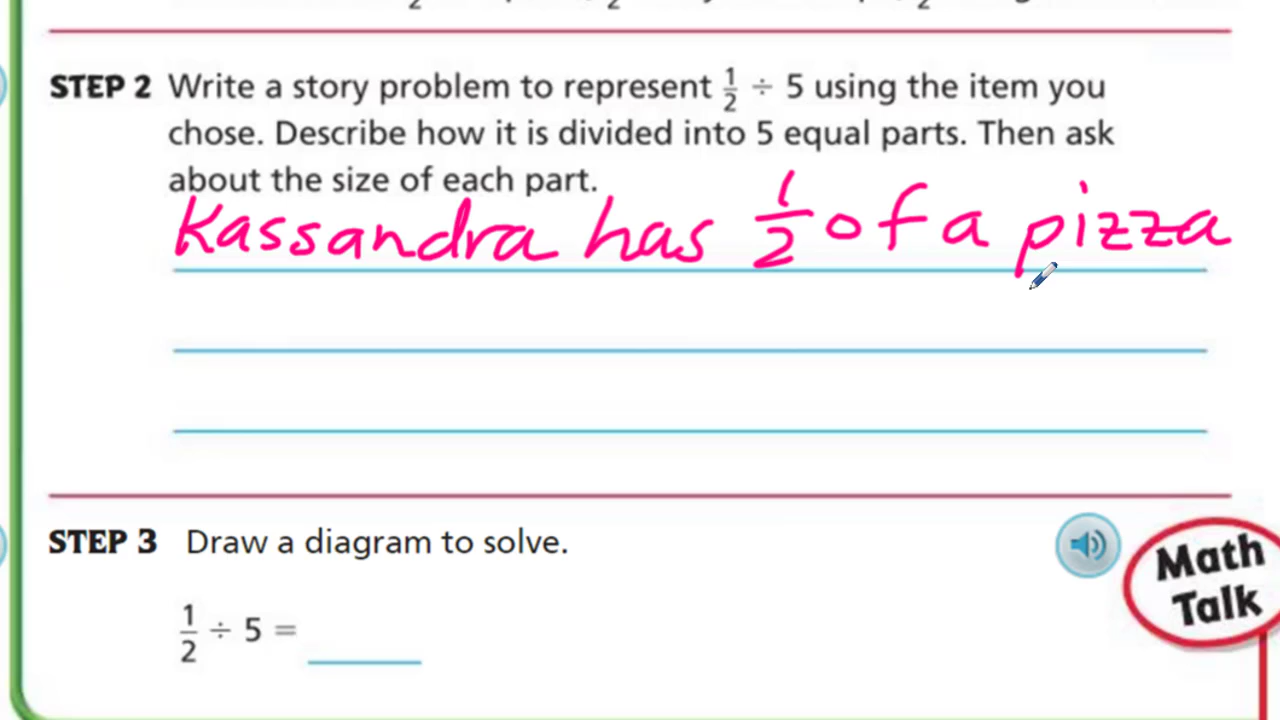 STEP 2 Write a story problem to represent 1/2 ÷ 5 using the item you
chose. Describe how it is divided into 5 equal parts. Then ask
about the size of each part.
Kassandra has 1/2 of a pizza
STEP 3 Draw a diagram to solve.
Math
Talk
1/2 ÷ 5 =